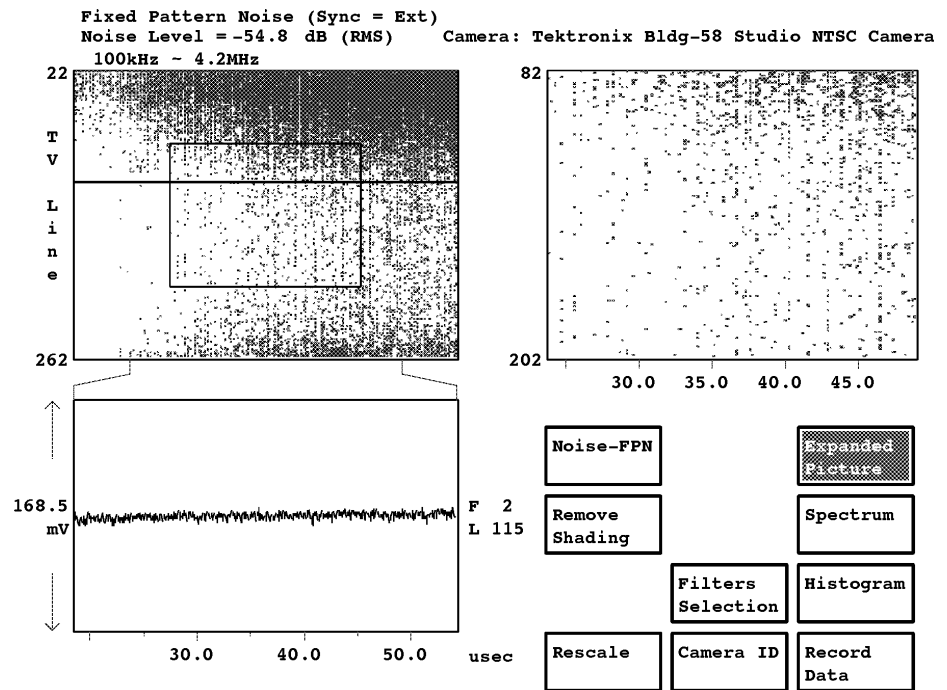 Fixed Pattern Noise (Sync = Ext)
Noise Level = -54.8 dB (RMS)
Camera: Tektronix Bldg-58 Studio NTSC Camera
100kHz ~ 4.2MHz
22
TV Line
262
82
202
30.0 35.0 40.0 45.0
168.5
mV
F 2
L 115
30.0 40.0 50.0 usec
Noise-FPN
Expanded
Picture
Remove
Shading
Spectrum
Filters
Selection
Histogram
Rescale
Camera ID
Record
Data